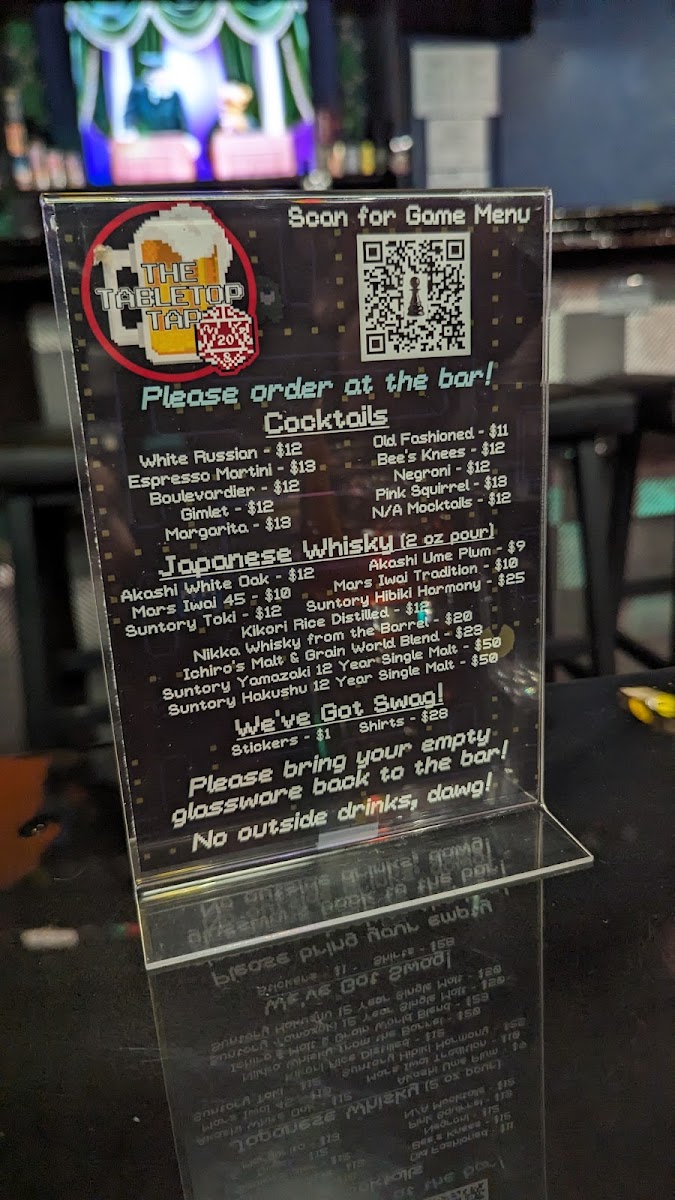 Scan for Game Menu
THE
TABLETOP
TAP
20
8
Please order at the bar!
Cocktails
White Russian - $12
Espresso Martini - $13
Boulevardier - $12
Gimlet - $12
Margarita - $13
Old Fashioned - $11
Bee's Knees - $12
Negroni - $12
Pink Squirrel - $13
N/A Mocktails - $12
Japanese Whisky (2 oz pour)
Akashi White Oak - $12
Mars Iwai 45 - $10
Suntory Toki - $12
Akashi Ume Plum - $9
Mars Iwai Tradition - $10
Suntory Hibiki Harmony - $25
Kikori Rice Distilled - $12
Nikka Whisky from the Barrel - $20
Ichiro's Malt & Grain World Blend - $23
Suntory Yamazaki 12 Year Single Malt - $50
Suntory Hakushu 12 Year Single Malt - $50
We've Got Swag!
Stickers - $1 Shirts - $28
Please bring your empty
glassware back to the bar!
No outside drinks, dawg!